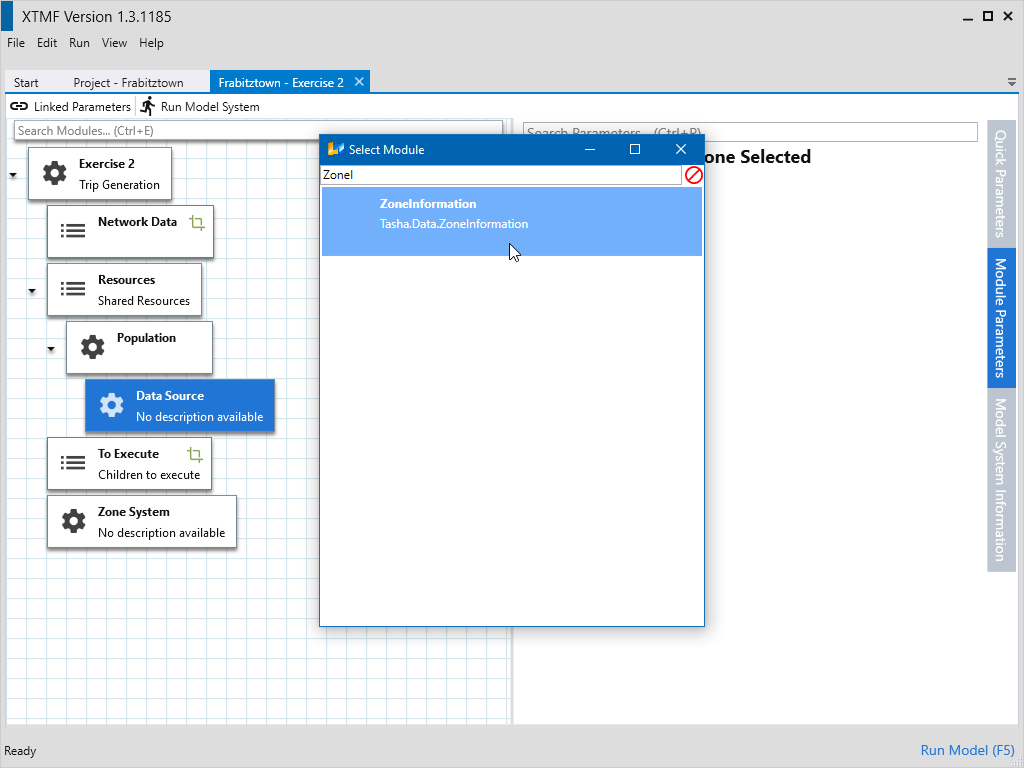 XTMF Version 1.3.1185
File Edit Run View Help
Start Project - Frabitztown Frabitztown - Exercise 2
Linked Parameters Run Model System
Search Modules... (Ctrl+E)
Search Parameters... (Ctrl+P)
one Selected
Exercise 2
Trip Generation
Network Data
Resources
Shared Resources
Population
Data Source
No description available
To Execute
Children to execute
Zone System
No description available
Select Module
ZoneI
ZoneInformation
Tasha.Data.ZoneInformation
Quick Parameters
Module Parameters
Model System Information
Ready
Run Model (F5)